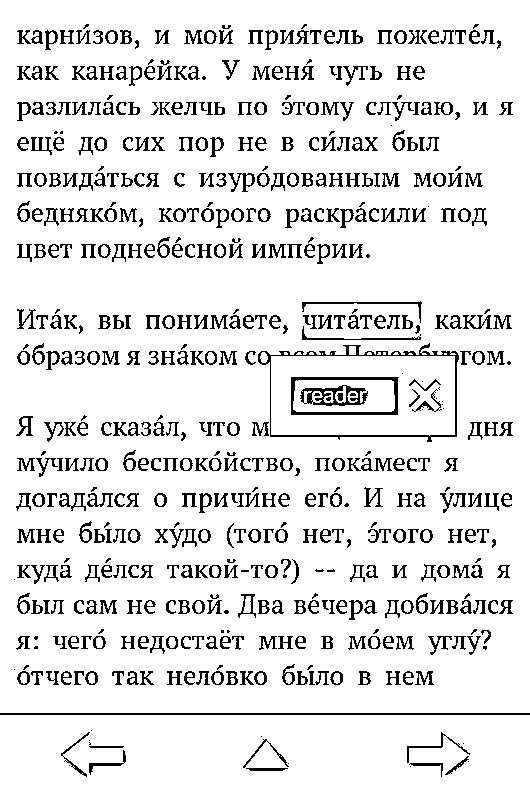 карни́зов, и мой прия́тель пожелте́л,
как канаре́йка. У меня́ чуть не
разлила́сь желчь по э́тому слу́чаю, и я
ещё до сих пор не в си́лах был
повида́ться с изуро́дованным мои́м
бедняко́м, кото́рого раскра́сили под
цвет поднебе́сной импе́рии.
Ита́к, вы понима́ете, чита́тель, каки́м
о́бразом я знако́м со всем Петербу́ргом.
reader
Я уже́ сказа́л, что м дня
му́чило беспоко́йство, пока́мест я
догада́лся о причи́не его́. И на у́лице
мне бы́ло ху́до (того́ нет, э́того нет,
куда́ де́лся такой-то?) -- да и дома́ я
был сам не свой. Два ве́чера добива́лся
я: чего́ недостаёт мне в мо́ем углу́?
о́тчего так нело́вко бы́ло в нем